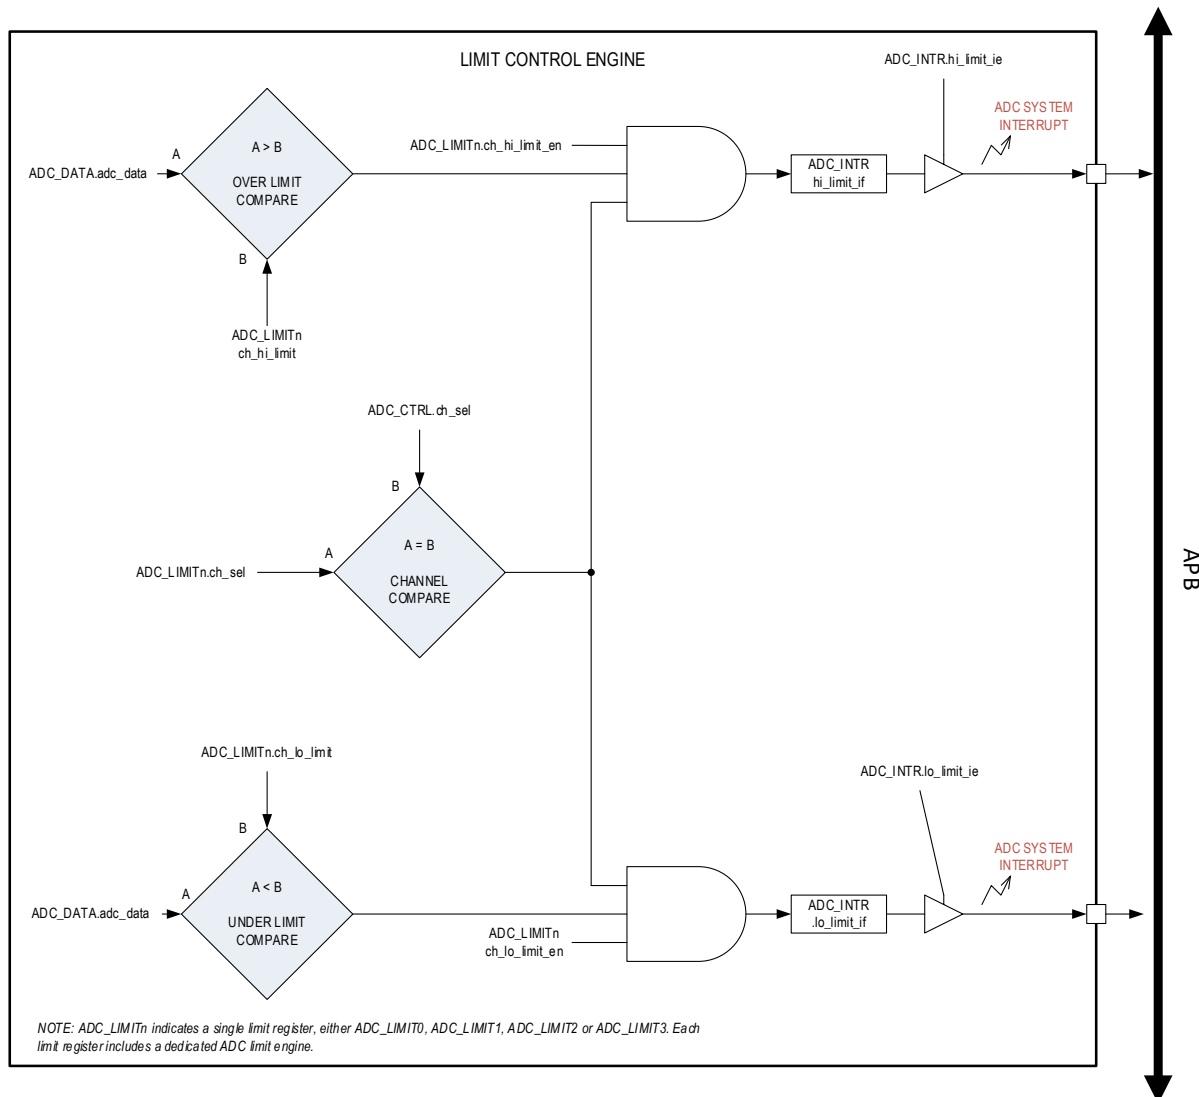 LIMIT CONTROL ENGINE
ADC_INTR.hi_limit_ie
ADC SYSTEM
INTERRUPT
A > B
OVER LIMIT
COMPARE
A
B
ADC_DATA.adc_data
ADC_LIMITn.ch_hi_limit_en
ADC_INTR
hi_limit_if
ADC_LIMITn
ch_hi_limit
ADC_CTRL.ch_sel
B
A
A = B
CHANNEL
COMPARE
ADC_LIMITn.ch_sel
APB
ADC_LIMITn.ch_lo_limit
B
A
A < B
UNDER LIMIT
COMPARE
ADC_DATA.adc_data
ADC_LIMITn
ch_lo_limit_en
ADC_INTR.lo_limit_ie
ADC SYSTEM
INTERRUPT
ADC_INTR
.lo_limit_if
NOTE: ADC_LIMITn indicates a single limit register, either ADC_LIMIT0, ADC_LIMIT1, ADC_LIMIT2 or ADC_LIMIT3. Each
limit register includes a dedicated ADC limit engine.